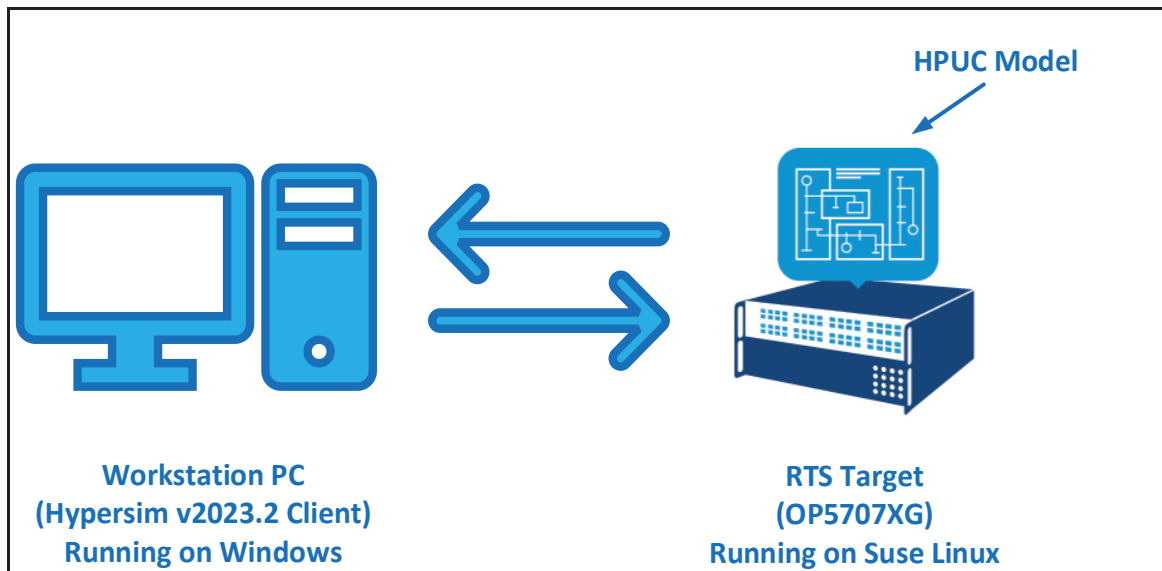 HPUC Model
Workstation PC
(Hypersim v2023.2 Client)
Running on Windows
RTS Target
(OP5707XG)
Running on Suse Linux